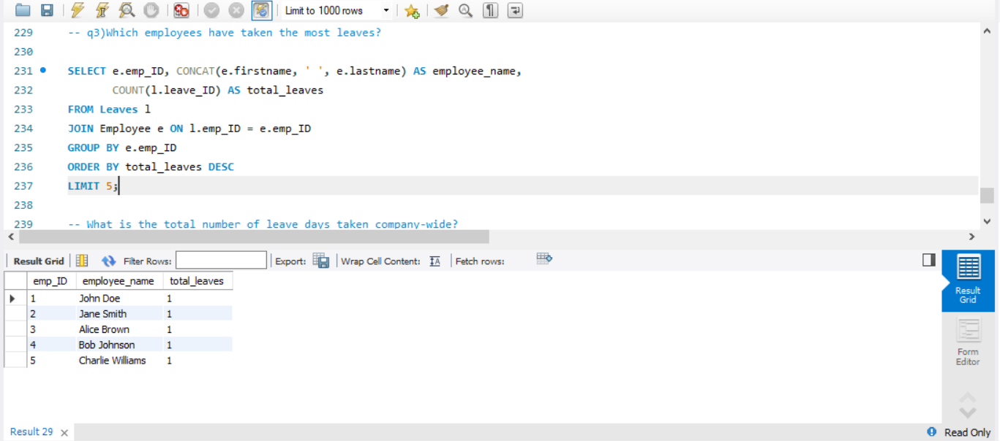 Limit to 1000 rows
229 -- q3)Which employees have taken the most leaves?
230
231 SELECT e.emp_ID, CONCAT(e.firstname, ' ', e.lastname) AS employee_name,
232 COUNT(l.leave_ID) AS total_leaves
233 FROM Leaves l
234 JOIN Employee e ON l.emp_ID = e.emp_ID
235 GROUP BY e.emp_ID
236 ORDER BY total_leaves DESC
237 LIMIT 5;
238
239 -- What is the total number of leave days taken company-wide?
Result Grid Filter Rows: Export: Wrap Cell Content: IA Fetch rows:
emp_ID employee_name total_leaves
1 John Doe 1
2 Jane Smith 1
3 Alice Brown 1
4 Bob Johnson 1
5 Charlie Williams 1
Result
Grid
Form
Editor
Result 29 Read Only